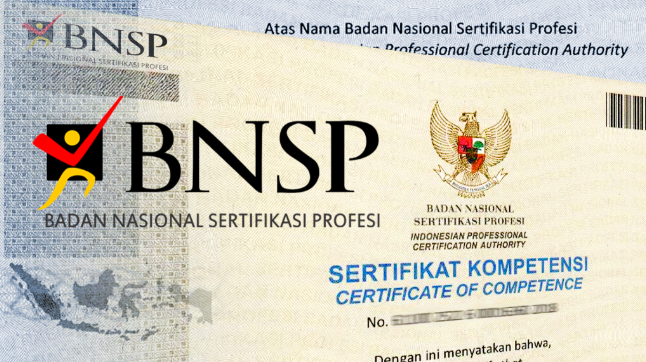 BNSP
BADAN NASIONAL SERTIFIKASI PROFESI
Atas Nama Badan Nasional Sertifikasi Profesi
Professional Certification Authority
BNSP
BADAN NASIONAL SERTIFIKASI PROFESI
BADAN NASIONAL
SERTIFIKASI PROFESI
INDONESIAN PROFESSIONAL
CERTIFICATION AUTHORITY
SERTIFIKAT KOMPETENSI
CERTIFICATE OF COMPETENCE
No.
Dengan ini menyatakan bahwa,